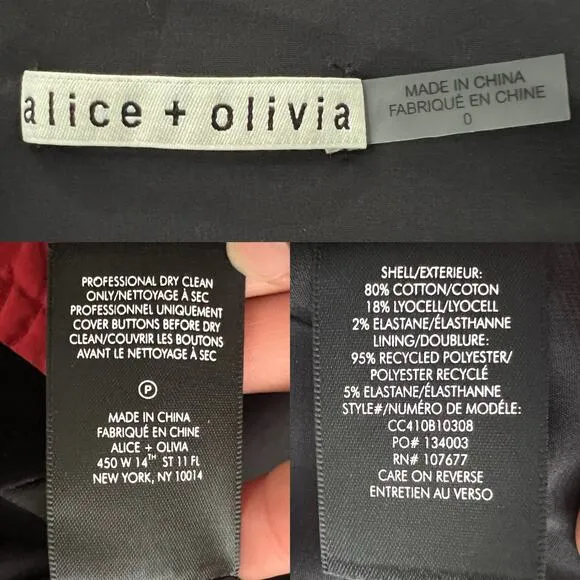 alice + olivia
MADE IN CHINA
FABRIQUÉ EN CHINE
0
PROFESSIONAL DRY CLEAN
ONLY/NETTOYAGE À SEC
PROFESSIONNEL UNIQUEMENT
COVER BUTTONS BEFORE DRY
CLEAN/COUVRIR LES BOUTONS
AVANT LE NETTOYAGE À SEC
P
MADE IN CHINA
FABRIQUÉ EN CHINE
ALICE + OLIVIA
450 W 14TH ST 11 FL
NEW YORK, NY 10014
SHELL/EXTERIEUR:
80% COTTON/COTON
18% LYOCELL/LYOCELL
2% ELASTANE/ÉLASTHANNE
LINING/DOUBLURE:
95% RECYCLED POLYESTER/
POLYESTER RECYCLÉ
5% ELASTANE/ÉLASTHANNE
STYLE#/NUMÉRO DE MODÈLE:
CC410B10308
PO# 134003
RN# 107677
CARE ON REVERSE
ENTRETIEN AU VERSO